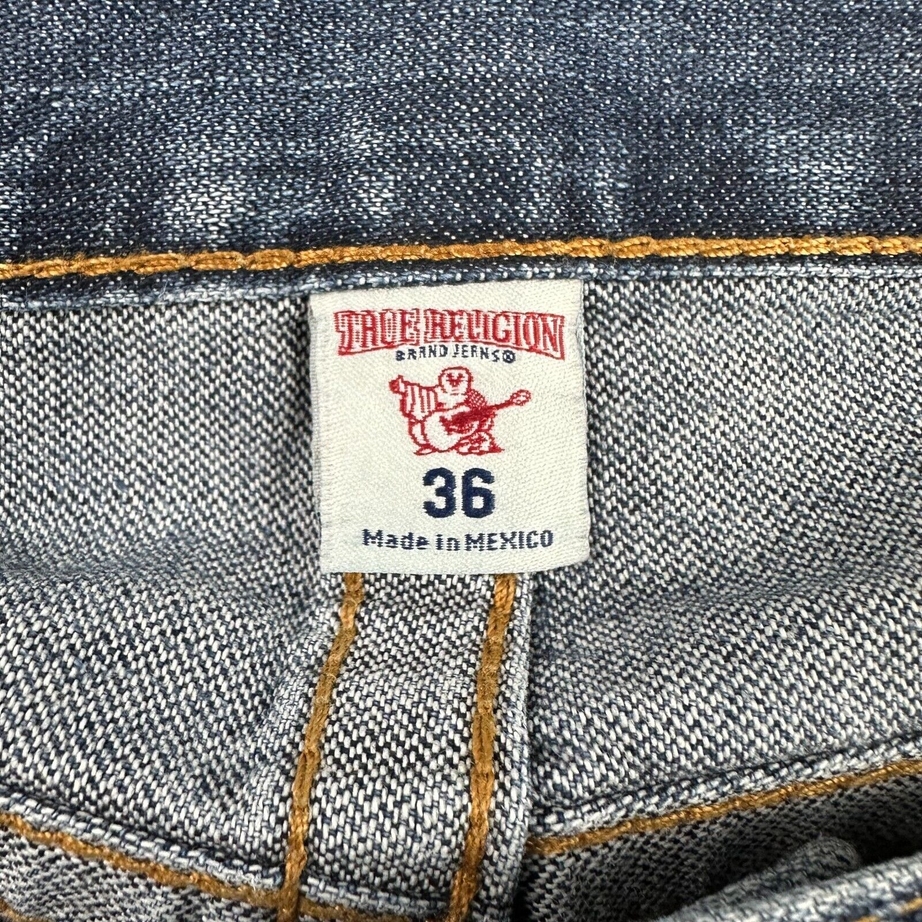 TRUE RELIGION
BRAND JEANS®
36
Made in MEXICO